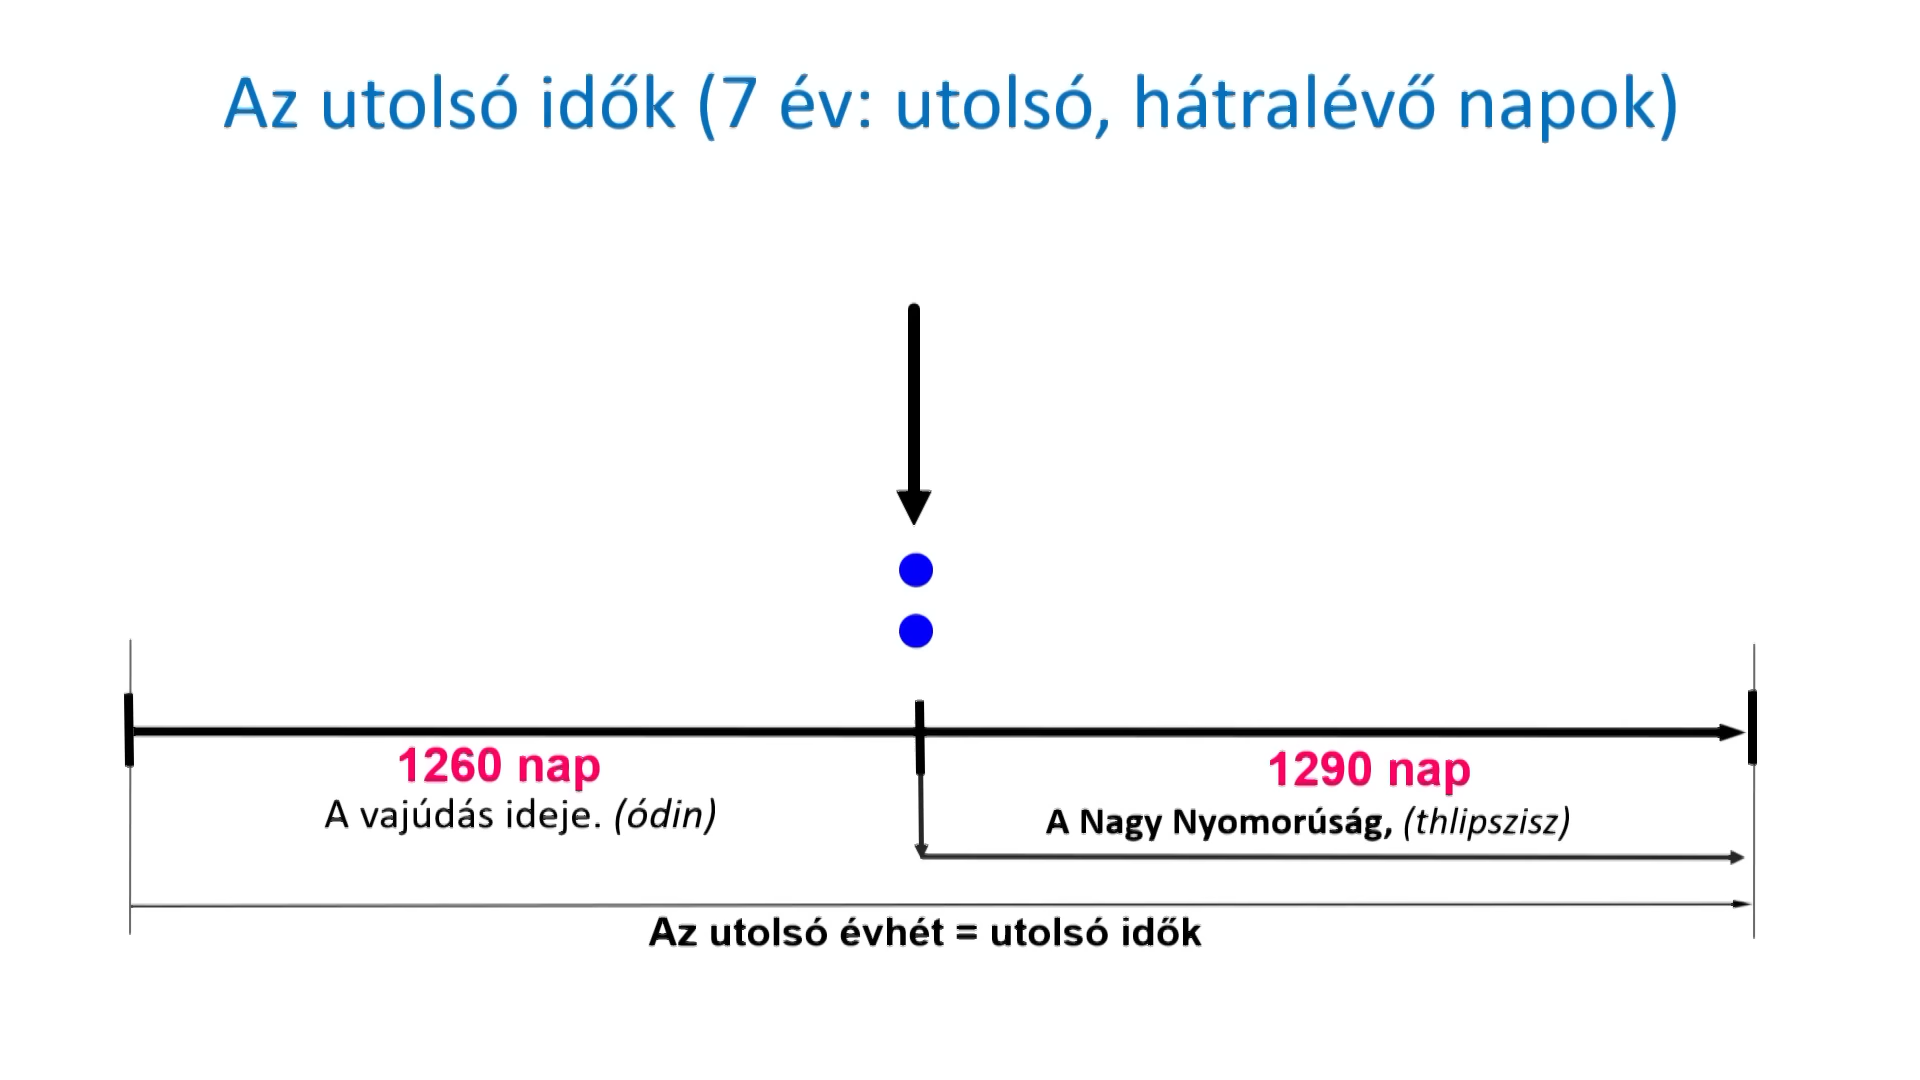 Az utolsó idők (7 év: utolsó, hátralévő napok)
1260 nap
A vajúdás ideje. (ódin)
1290 nap
A Nagy Nyomorúság, (thlipszisz)
Az utolsó évhét = utolsó idők